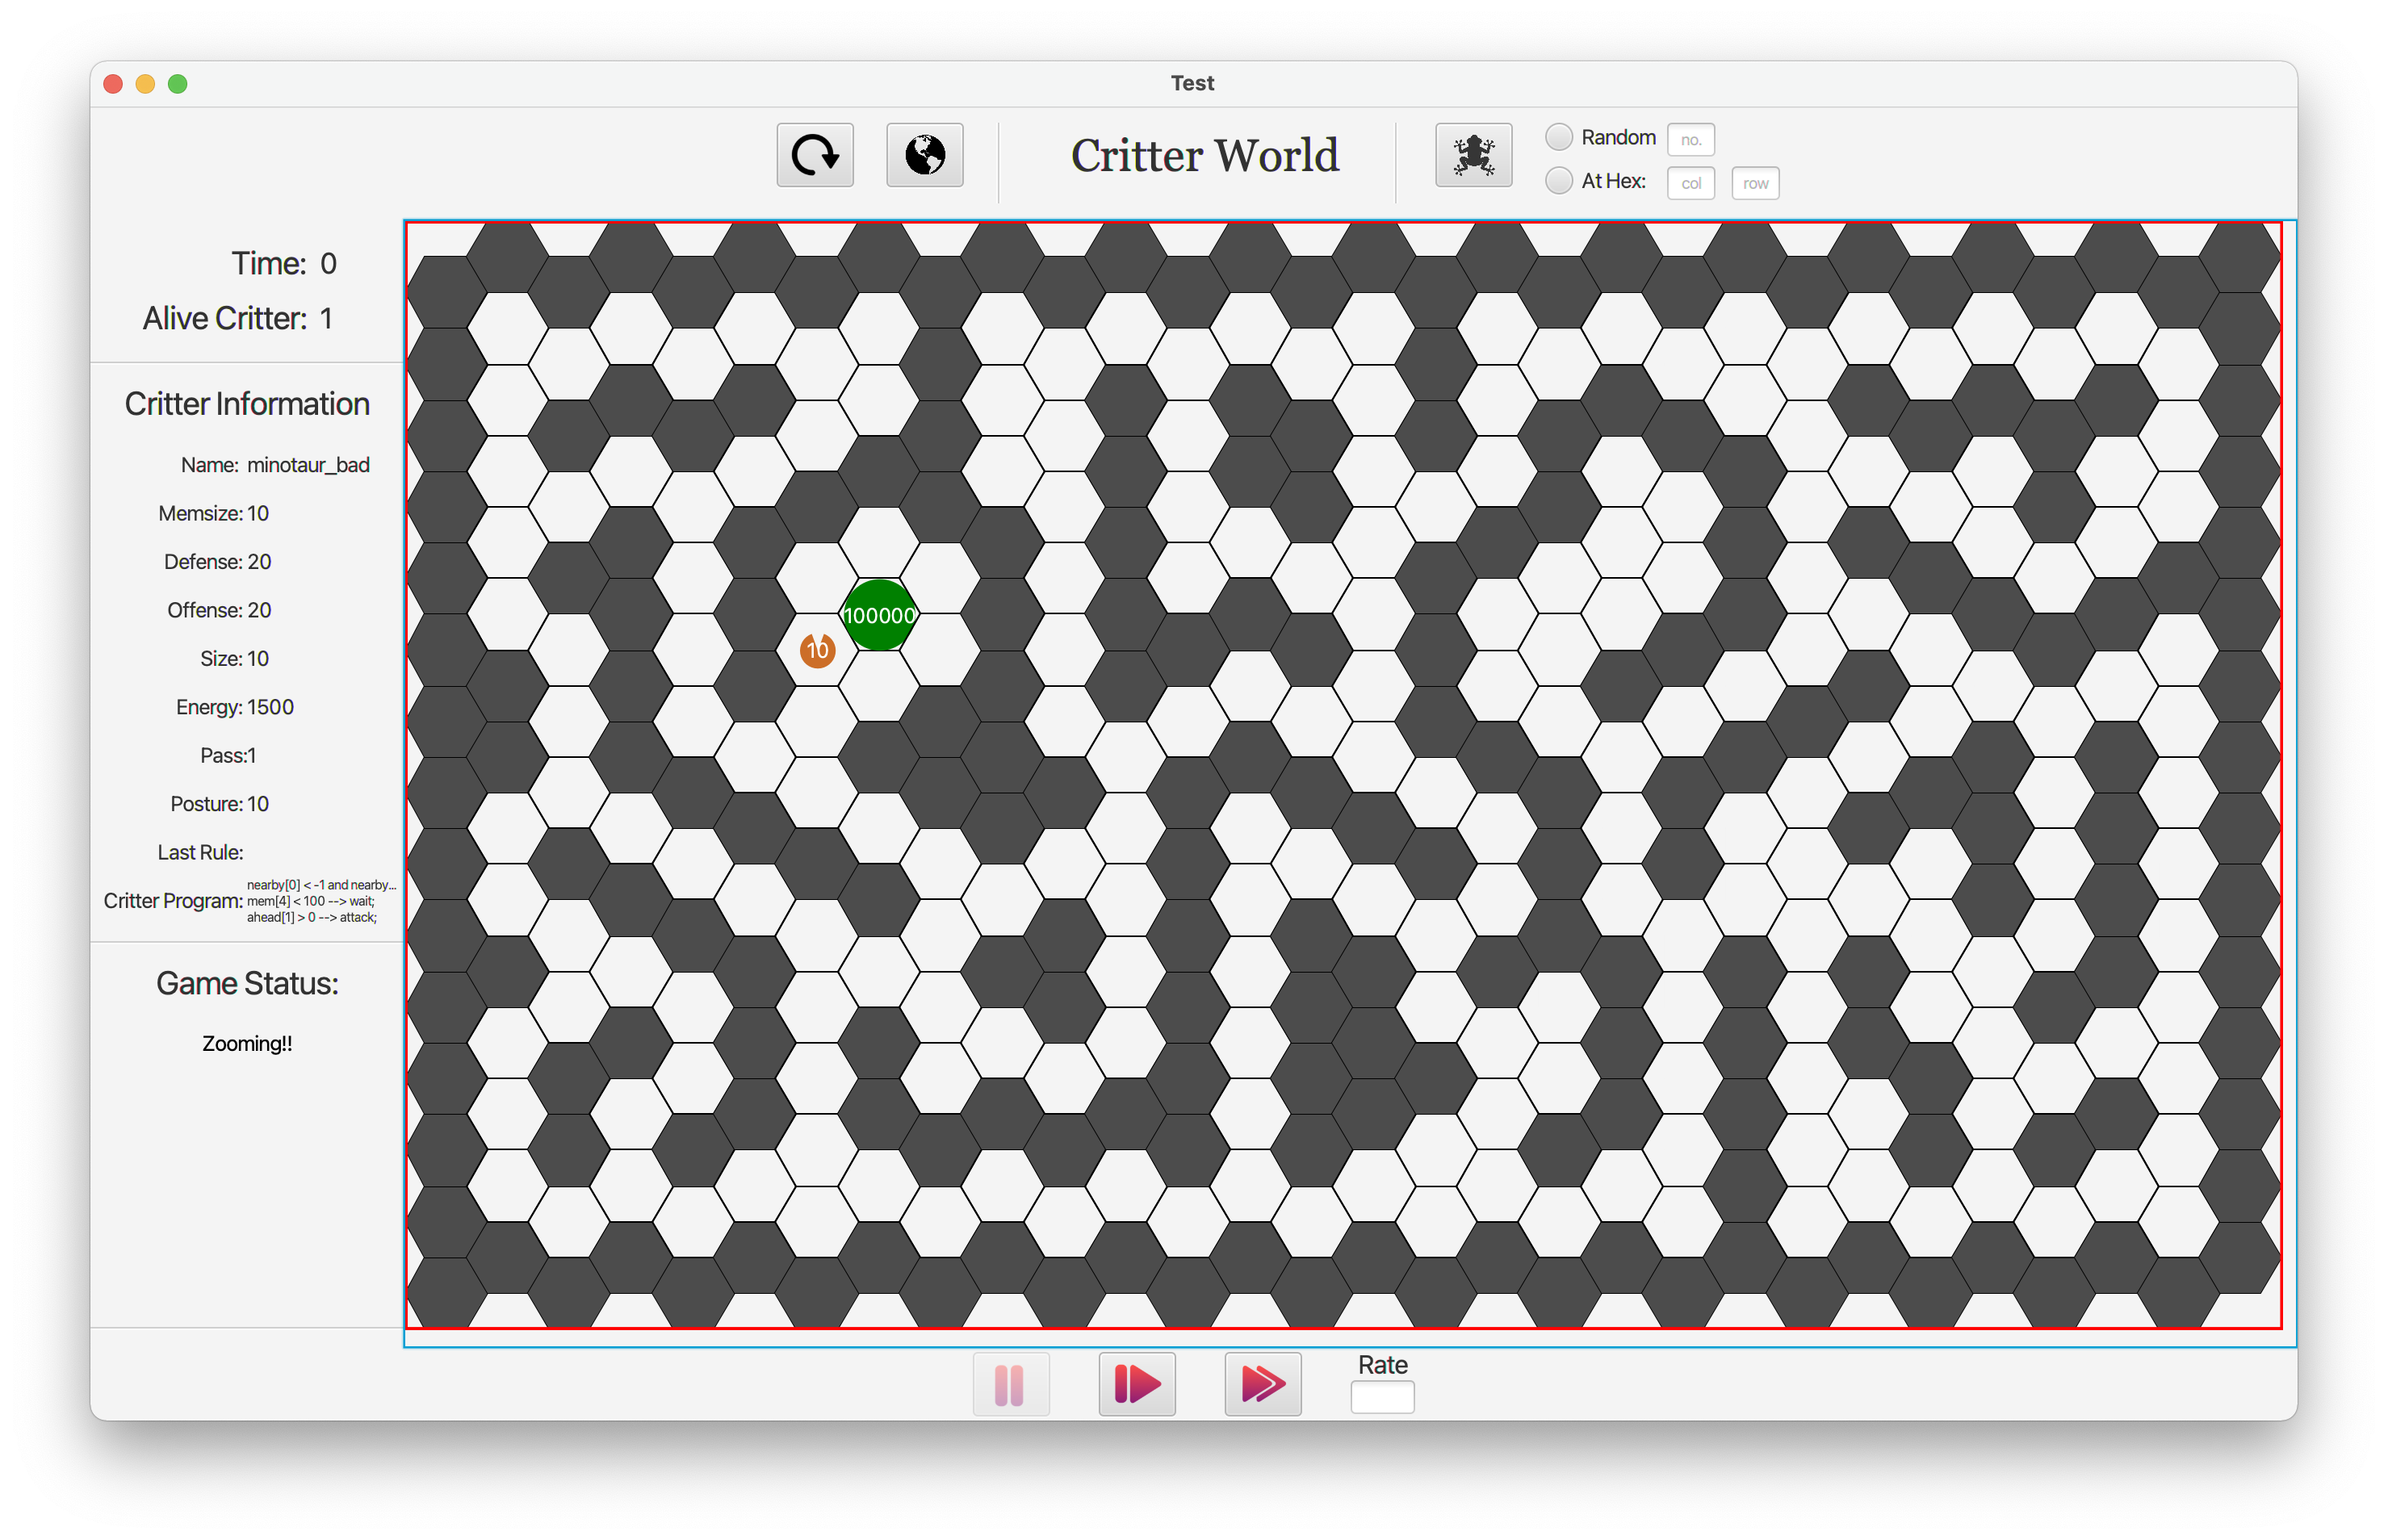 Test
Critter World
Random no.
At Hex: col row
Time: 0
Alive Critter: 1
Critter Information
Name: minotaur_bad
Memsize: 10
Defense: 20
Offense: 20
Size: 10
Energy: 1500
Pass:1
Posture: 10
Last Rule:
Critter Program:
nearby[0] < -1 and nearby...
mem[4] < 100 --> wait;
ahead[1] > 0 --> attack;
Game Status:
Zooming!!
100000
10
Rate